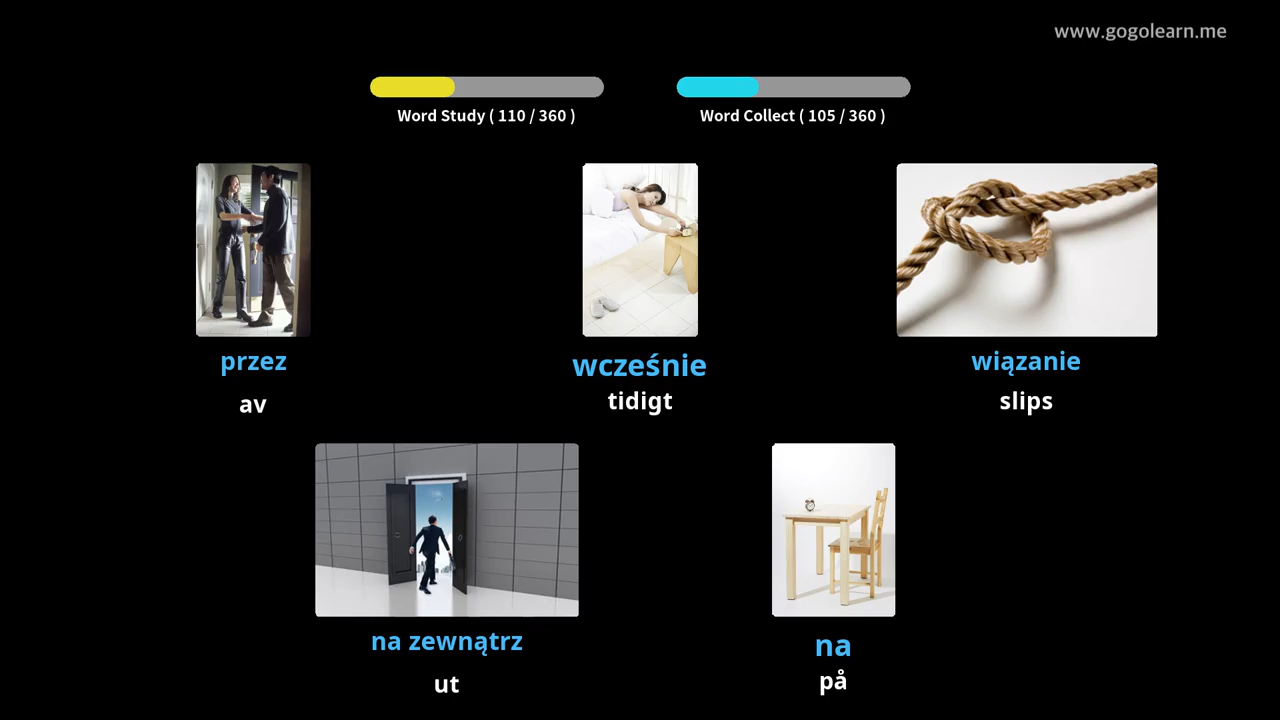 www.gogolearn.me
Word Study ( 110 / 360 )
Word Collect ( 105 / 360 )
przez
av
wcześnie
tidigt
wiązanie
slips
na zewnątrz
ut
na
på